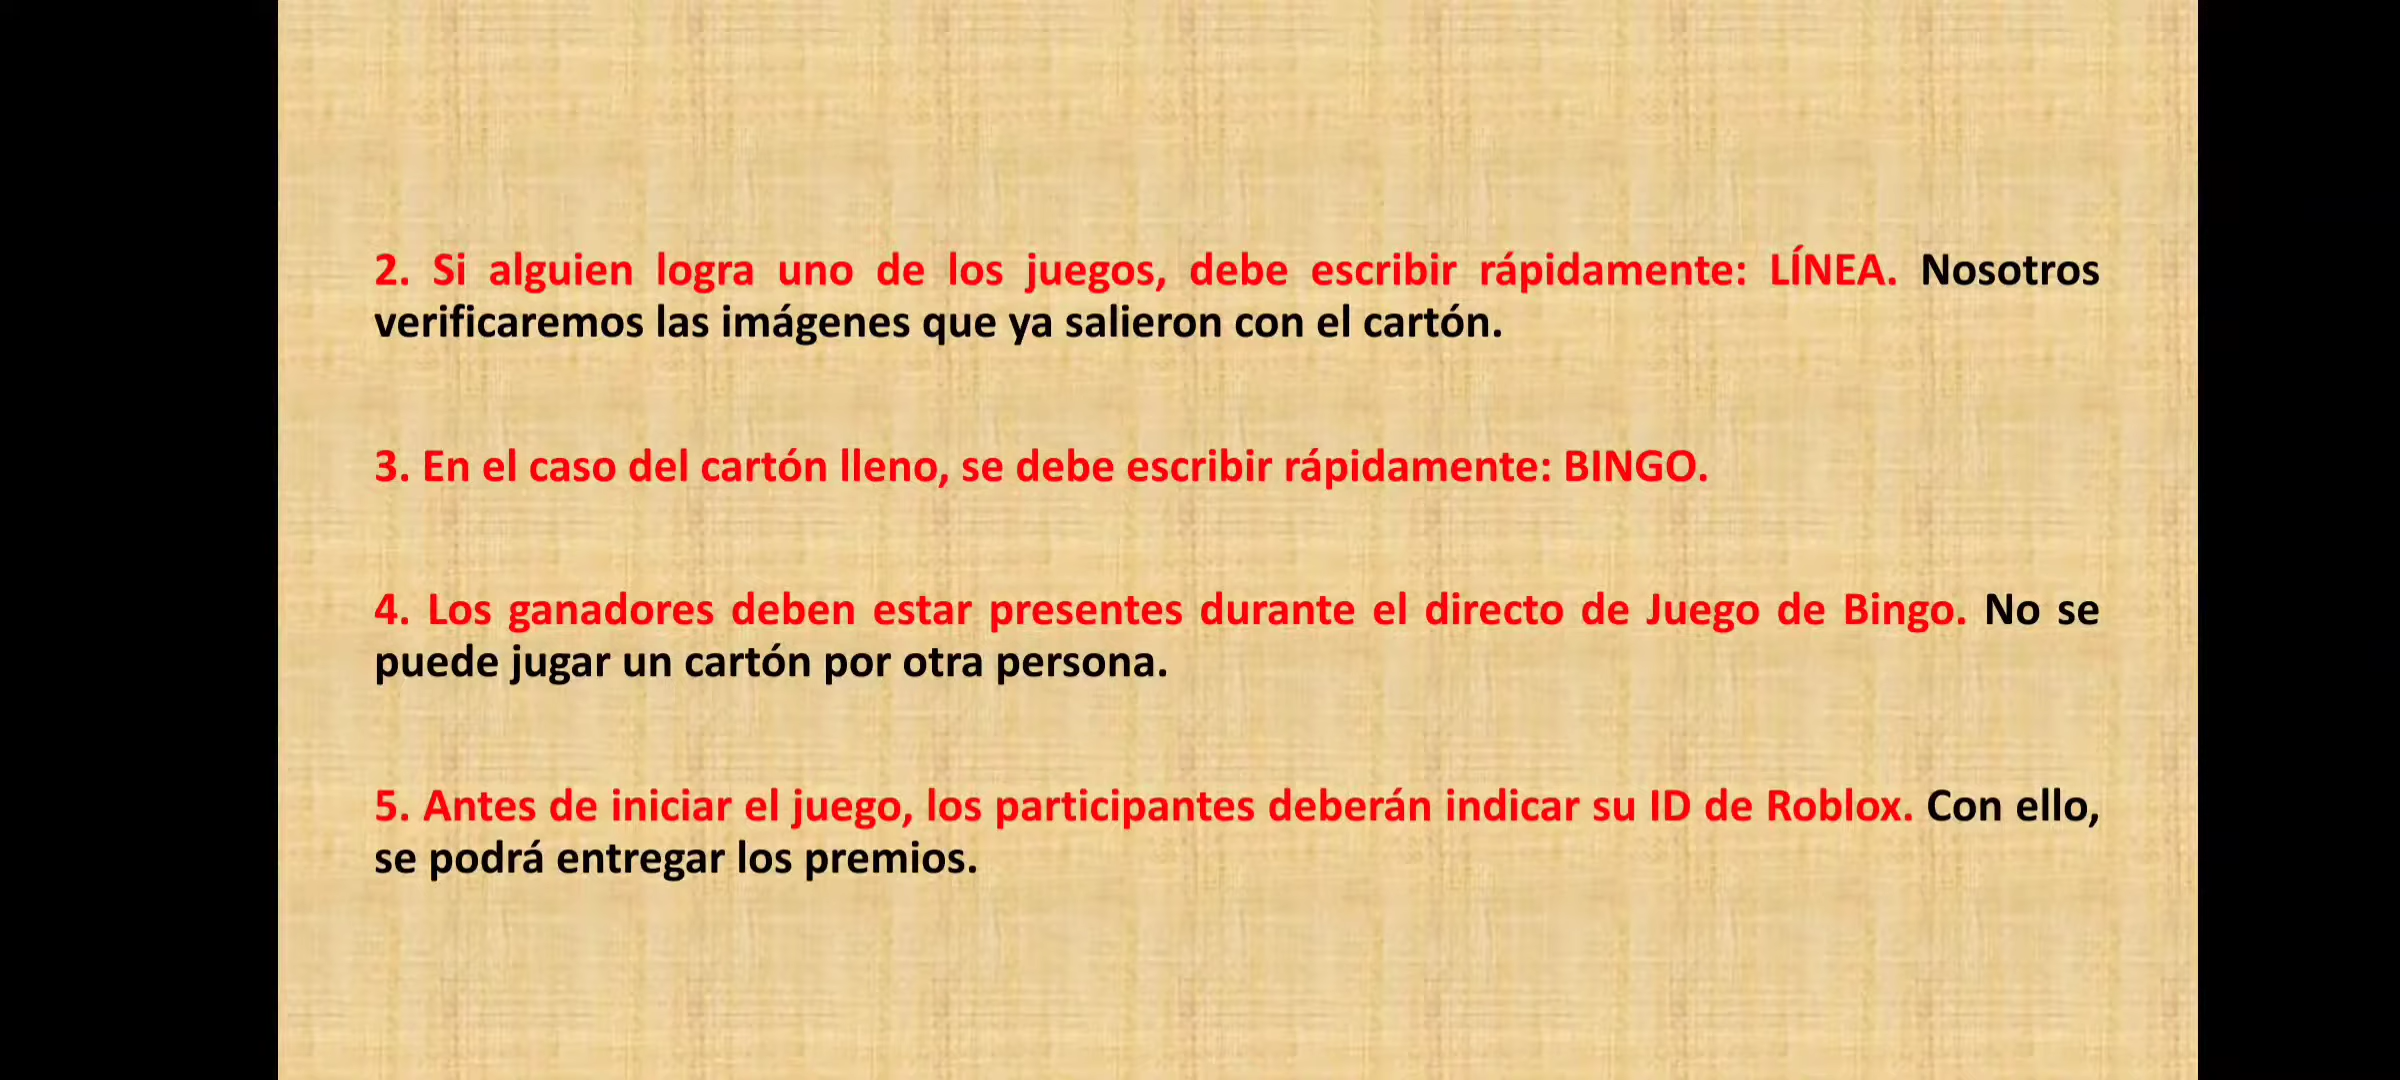 2. Si alguien logra uno de los juegos, debe escribir rápidamente: LÍNEA. Nosotros
verificaremos las imágenes que ya salieron con el cartón.
3. En el caso del cartón lleno, se debe escribir rápidamente: BINGO.
4. Los ganadores deben estar presentes durante el directo de Juego de Bingo. No se
puede jugar un cartón por otra persona.
5. Antes de iniciar el juego, los participantes deberán indicar su ID de Roblox. Con ello,
se podrá entregar los premios.